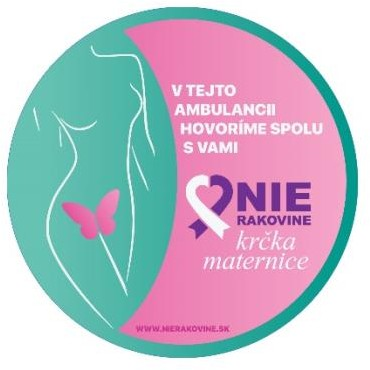 V TEJTO
AMBULANCII
HOVORÍME SPOLU
S VAMI
NIE
RAKOVINE
krčka
maternice
WWW.NIERAKOVINE.SK